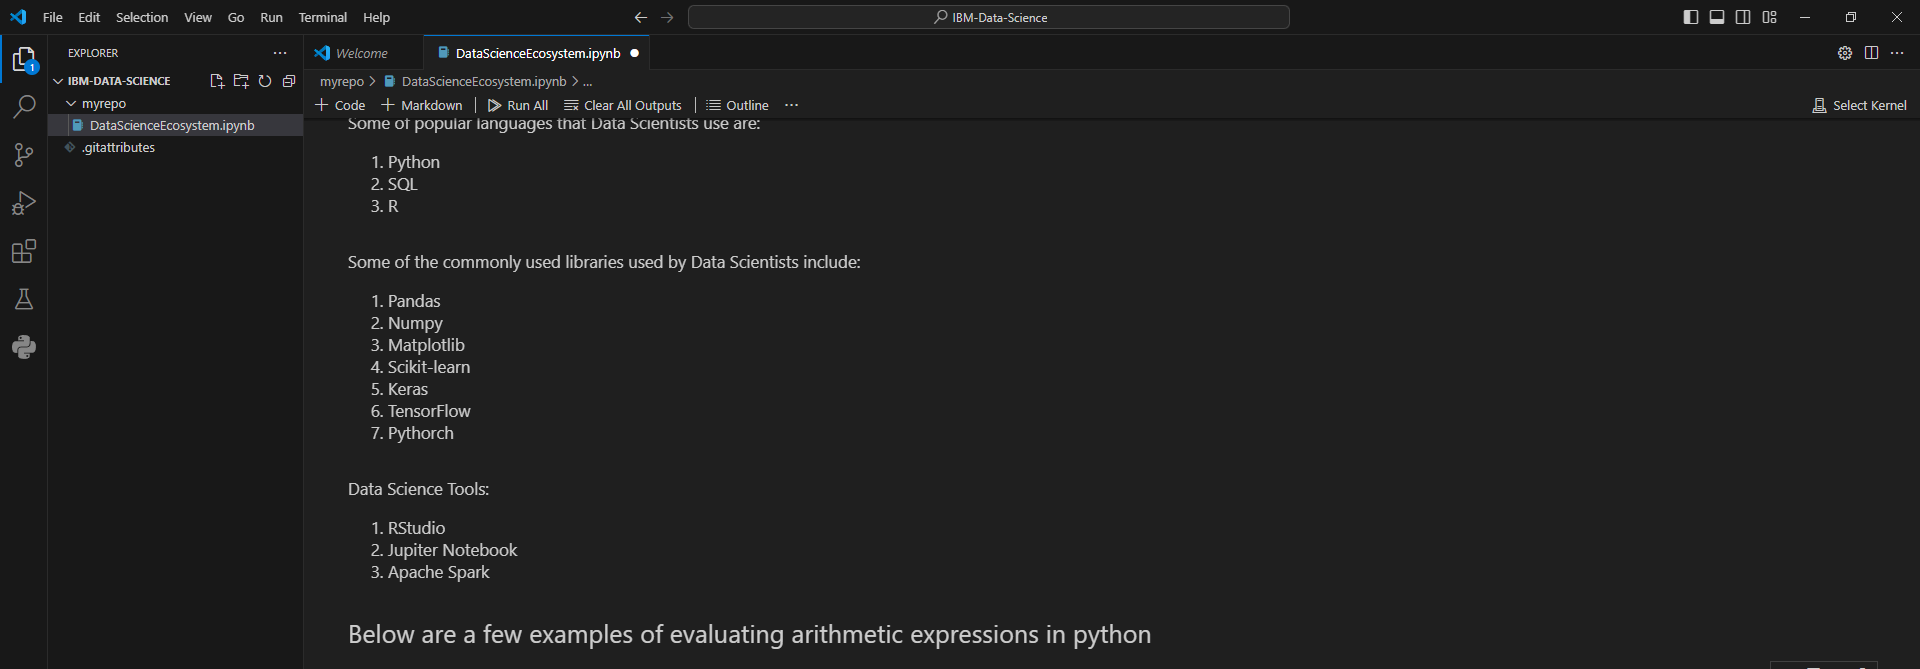 File Edit Selection View Go Run Terminal Help
IBM-Data-Science
EXPLORER
1
IBM-DATA-SCIENCE
myrepo
DataScienceEcosystem.ipynb
.gitattributes
Welcome
DataScienceEcosystem.ipynb
myrepo > DataScienceEcosystem.ipynb > ...
+ Code + Markdown | Run All Clear All Outputs | Outline ...
Select Kernel
Some of popular languages that Data Scientists use are:
1. Python
2. SQL
3. R
Some of the commonly used libraries used by Data Scientists include:
1. Pandas
2. Numpy
3. Matplotlib
4. Scikit-learn
5. Keras
6. TensorFlow
7. Pythorch
Data Science Tools:
1. RStudio
2. Jupiter Notebook
3. Apache Spark
Below are a few examples of evaluating arithmetic expressions in python